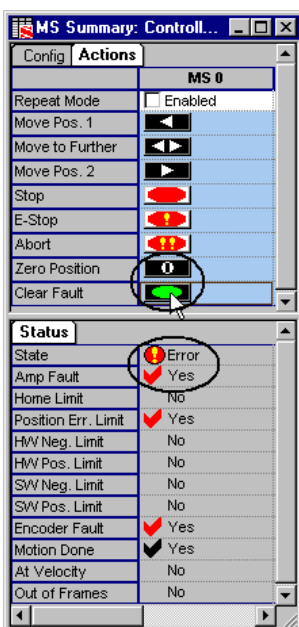 MS Summary: Controll...
Config Actions
MS 0
Repeat Mode Enabled
Move Pos. 1
Move to Further
Move Pos. 2
Stop
E-Stop
Abort
Zero Position 0
Clear Fault
Status
State Error
Amp Fault Yes
Home Limit No
Position Err. Limit Yes
HW Neg. Limit No
HW Pos. Limit No
SW Neg. Limit No
SW Pos. Limit No
Encoder Fault Yes
Motion Done Yes
At Velocity No
Out of Frames No